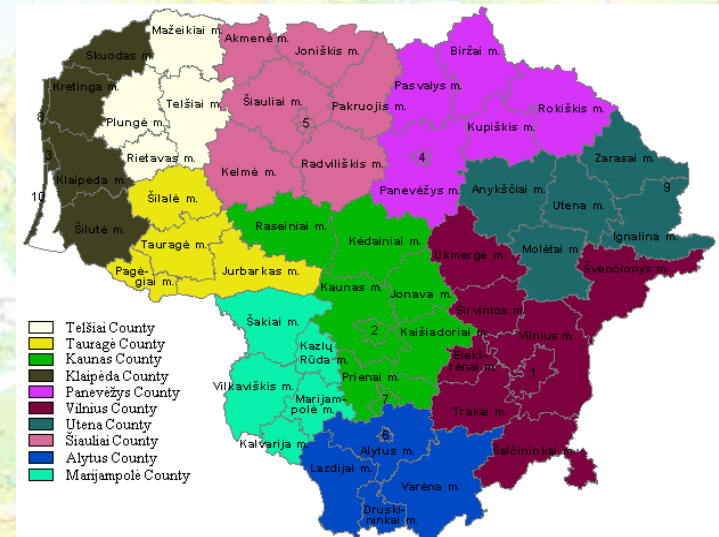 Mažeikiai m.
Akmenė m.
Joniškis m.
Biržai m.
Skuodas m.
Pasvalys m.
Kretinga m.
Telšiai m.
Šiauliai m.
Pakruojis m.
Rokiškis m.
8
Plungė m.
5
Kupiškis m.
3
Rietavas m.
Kelmė m.
Radviliškis m.
4
Zarasai m.
Klaipėda m.
Panevėžys m.
Anykščiai m.
9
10
Šilalė m.
Utena m.
Šilutė m.
Raseiniai m.
Kėdainiai m.
Ignalina m.
Tauragė m.
Ukmergė m.
Molėtai m.
Švenčionys m.
Pagė-
giai m.
Jurbarkas m.
Kaunas m.
Jonava m.
Širvintos m.
Vilnius m.
Šakiai m.
2
Kaišiadoriai m.
Kazlų
Rūda m.
Elekt-
rėnai m.
1
Vilkaviškis m.
Prienai m.
Marijam-
polė m.
7
Trakai m.
Kalvarija m.
6
Alytus m.
Šalčininkai m.
Lazdijai m.
Varėna m.
Druski-
ninkai m.
Telšiai County
Tauragė County
Kaunas County
Klaipėda County
Panevėžys County
Vilnius County
Utena County
Šiauliai County
Alytus County
Marijampolė County